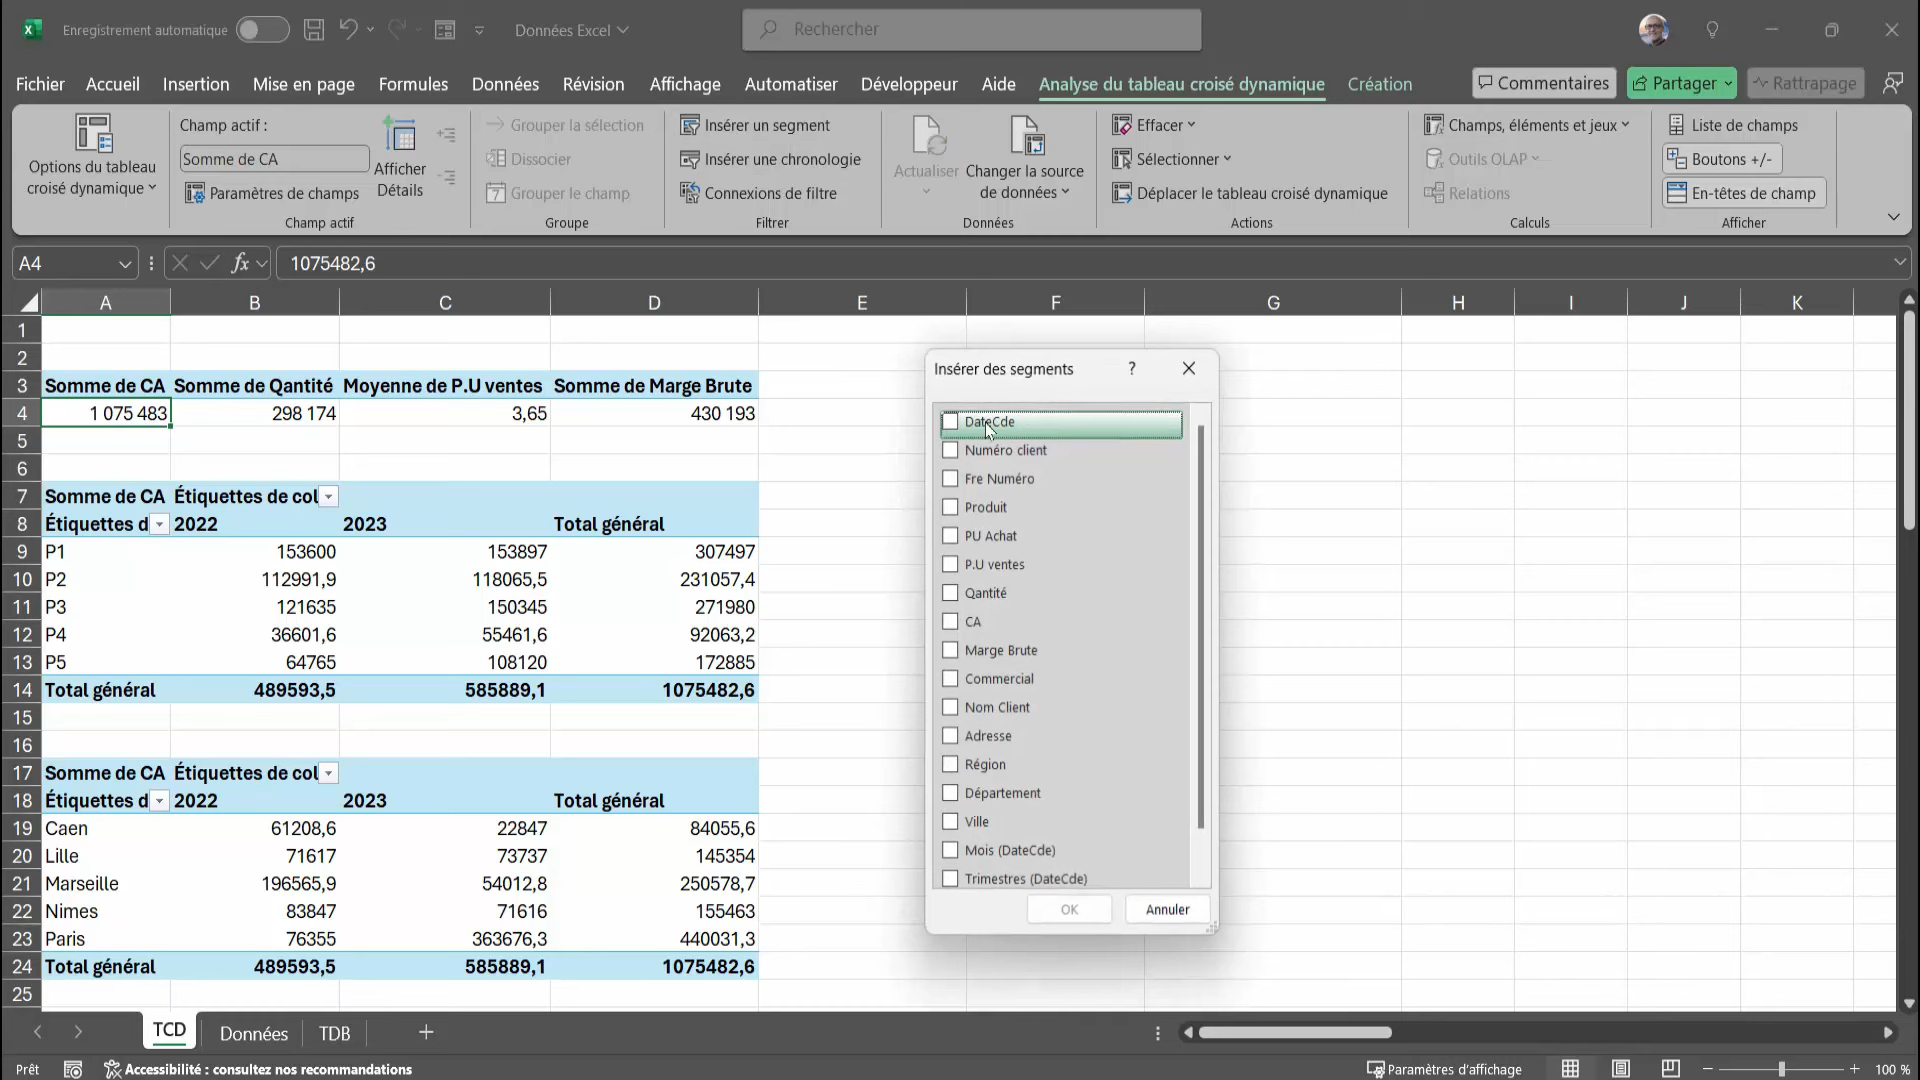 Enregistrement automatique
Données Excel
Rechercher
Fichier Accueil Insertion Mise en page Formules Données Révision Affichage Automatiser Développeur Aide Analyse du tableau croisé dynamique Création Commentaires Partager Rattrapage
Options du tableau
croisé dynamique
Champ actif :
Somme de CA
Paramètres de champs
Afficher
Détails
Champ actif
Grouper la sélection
Dissocier
7 Grouper le champ
Groupe
Insérer un segment
Insérer une chronologie
Connexions de filtre
Filtrer
Actualiser
Changer la source
de données
Données
Effacer
Sélectionner
Déplacer le tableau croisé dynamique
Actions
Champs, éléments et jeux
Outils OLAP
Relations
Calculs
Liste de champs
Boutons +/-
En-têtes de champ
Afficher
A4 fx 1075482,6
A B C D E F G H I J K
1
2
3 Somme de CA Somme de Qantité Moyenne de P.U ventes Somme de Marge Brute
4 1 075 483 298 174 3,65 430 193
5
6
7 Somme de CA Étiquettes de col
8 Étiquettes d 2022 2023 Total général
9 P1 153600 153897 307497
10 P2 112991,9 118065,5 231057,4
11 P3 121635 150345 271980
12 P4 36601,6 55461,6 92063,2
13 P5 64765 108120 172885
14 Total général 489593,5 585889,1 1075482,6
15
16
17 Somme de CA Étiquettes de col
18 Étiquettes d 2022 2023 Total général
19 Caen 61208,6 22847 84055,6
20 Lille 71617 73737 145354
21 Marseille 196565,9 54012,8 250578,7
22 Nimes 83847 71616 155463
23 Paris 76355 363676,3 440031,3
24 Total général 489593,5 585889,1 1075482,6
25
Insérer des segments ?
DateCde
Numéro client
Fre Numéro
Produit
PU Achat
P.U ventes
Qantité
CA
Marge Brute
Commercial
Nom Client
Adresse
Région
Département
Ville
Mois (DateCde)
Trimestres (DateCde)
OK Annuler
TCD Données TDB
Prêt Accessibilité : consultez nos recommandations Paramètres d'affichage 100 %